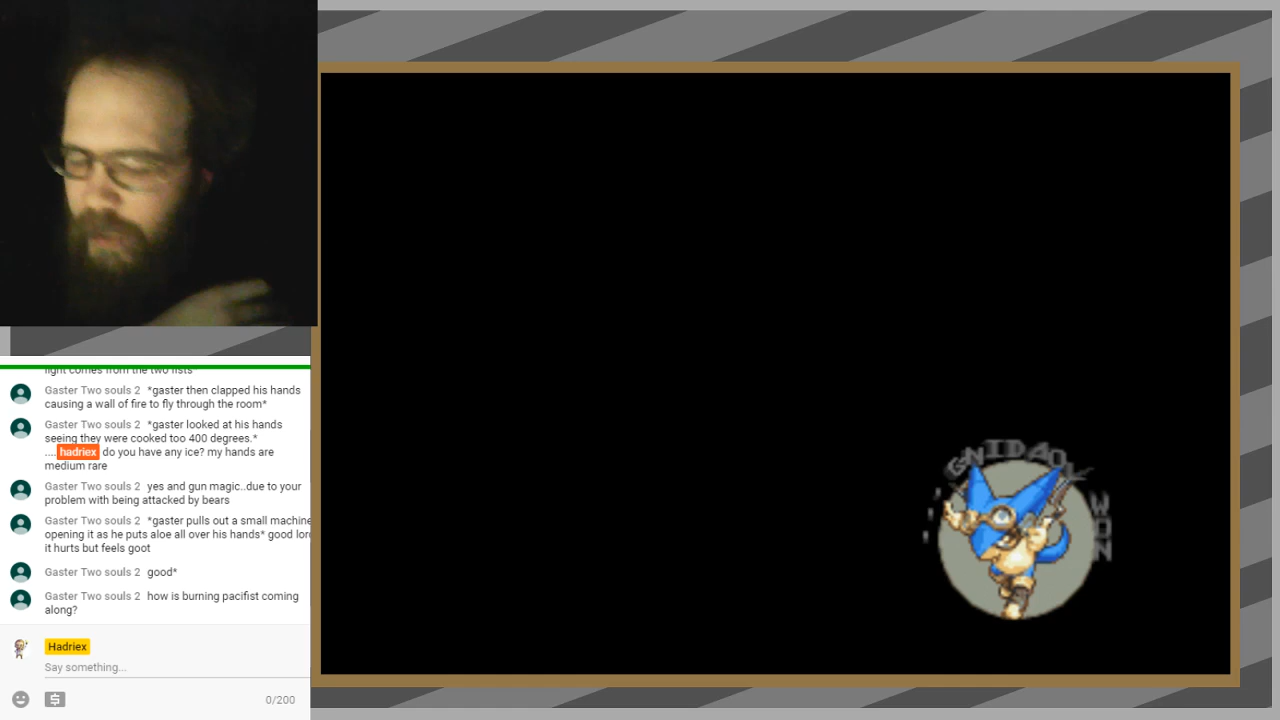 light comes from the two fists*
Gaster Two souls 2 *gaster then clapped his hands
causing a wall of fire to fly through the room*
Gaster Two souls 2 *gaster looked at his hands
seeing they were cooked too 400 degrees.*
....hadriex do you have any ice? my hands are
medium rare
Gaster Two souls 2 yes and gun magic..due to your
problem with being attacked by bears
Gaster Two souls 2 *gaster pulls out a small machine
opening it as he puts aloe all over his hands* good lord
it hurts but feels goot
Gaster Two souls 2 good*
Gaster Two souls 2 how is burning pacifist coming
along?
Hadriex
Say something...
0/200
NOW LOADING